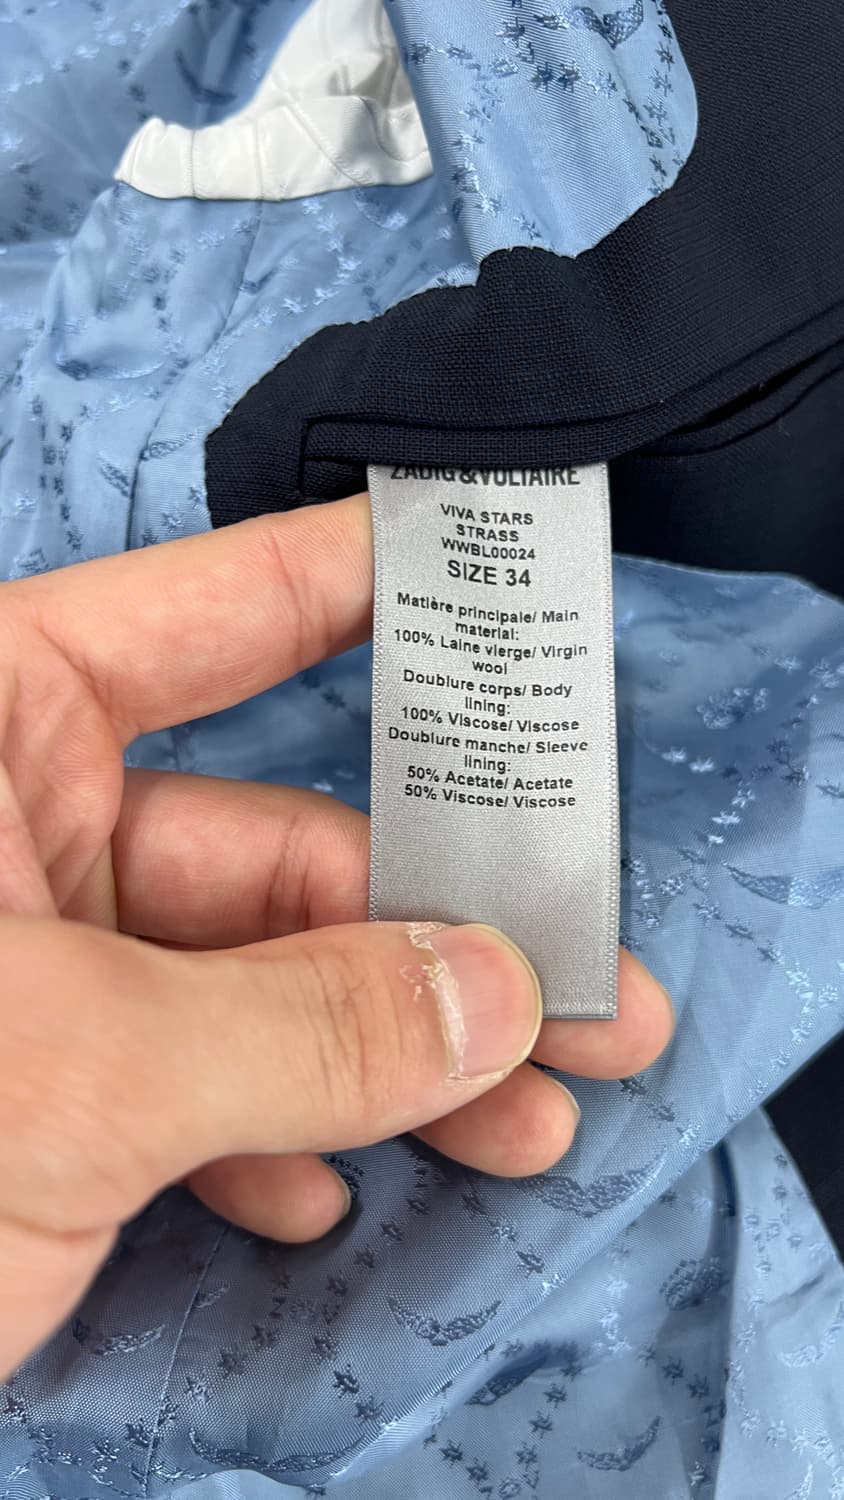 ZADIG&VOLTAIRE
VIVA STARS
STRASS
WWBL00024
SIZE 34
Matière principale/ Main
material:
100% Laine vierge/ Virgin
wool
Doublure corps/ Body
lining:
100% Viscose/ Viscose
Doublure manche/ Sleeve
lining:
50% Acetate/ Acetate
50% Viscose/ Viscose